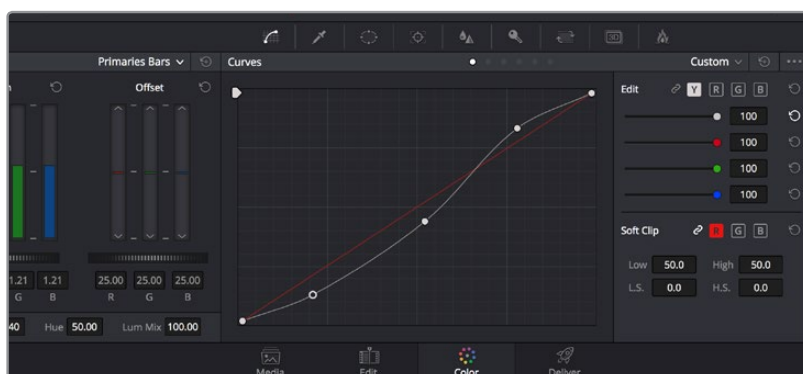 3D
Primaries Bars
Curves
Custom
Offset
Edit
Y R G B
100
100
100
100
Soft Clip
R G B
Low 50.0 High 50.0
L.S. 0.0 H.S. 0.0
1.21 1.21 25.00 25.00 25.00
G B R G B
40 Hue 50.00 Lum Mix 100.00
Media Edit Color Deliver